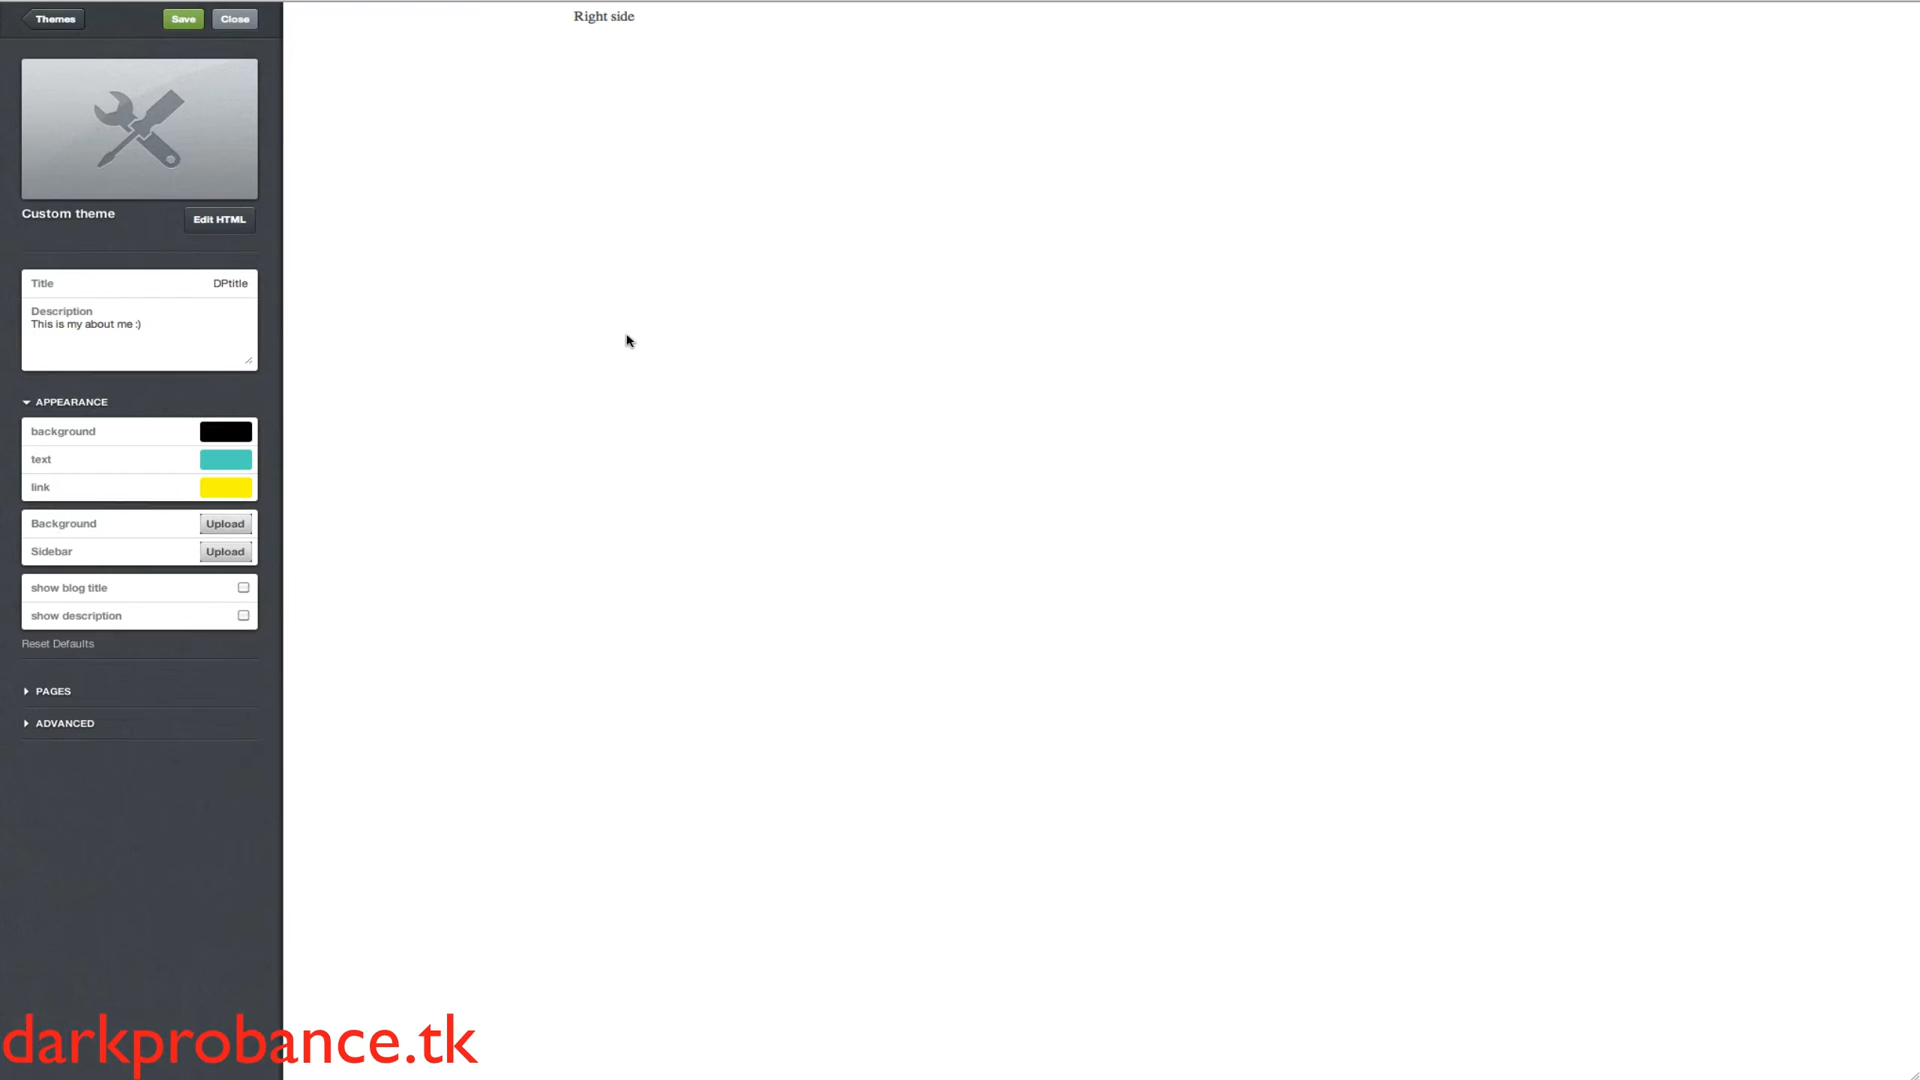 Themes
Save
Close
Right side
Custom theme
Edit HTML
Title
DPtitle
Description
This is my about me :)
APPEARANCE
background
text
link
Background
Upload
Sidebar
Upload
show blog title
show description
Reset Defaults
PAGES
ADVANCED
darkprobance.tk